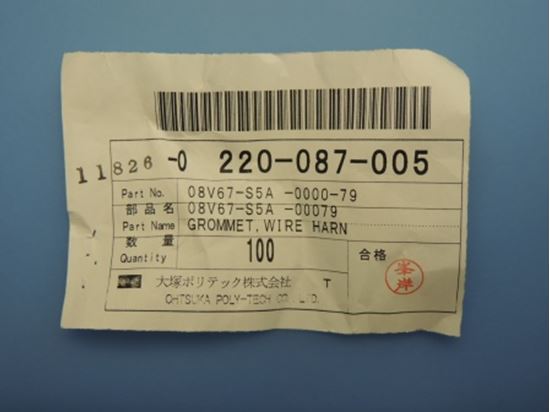 11826 -0 220-087-005
Part No. 08V67-S5A -0000-79
部品名 08V67-S5A -00079
Part Name GROMMET,WIRE HARN
数量
Quantity 100
合格
峯岸
大塚ポリテック株式会社 T
OHTSUKA POLY-TECH CO.,LTD.